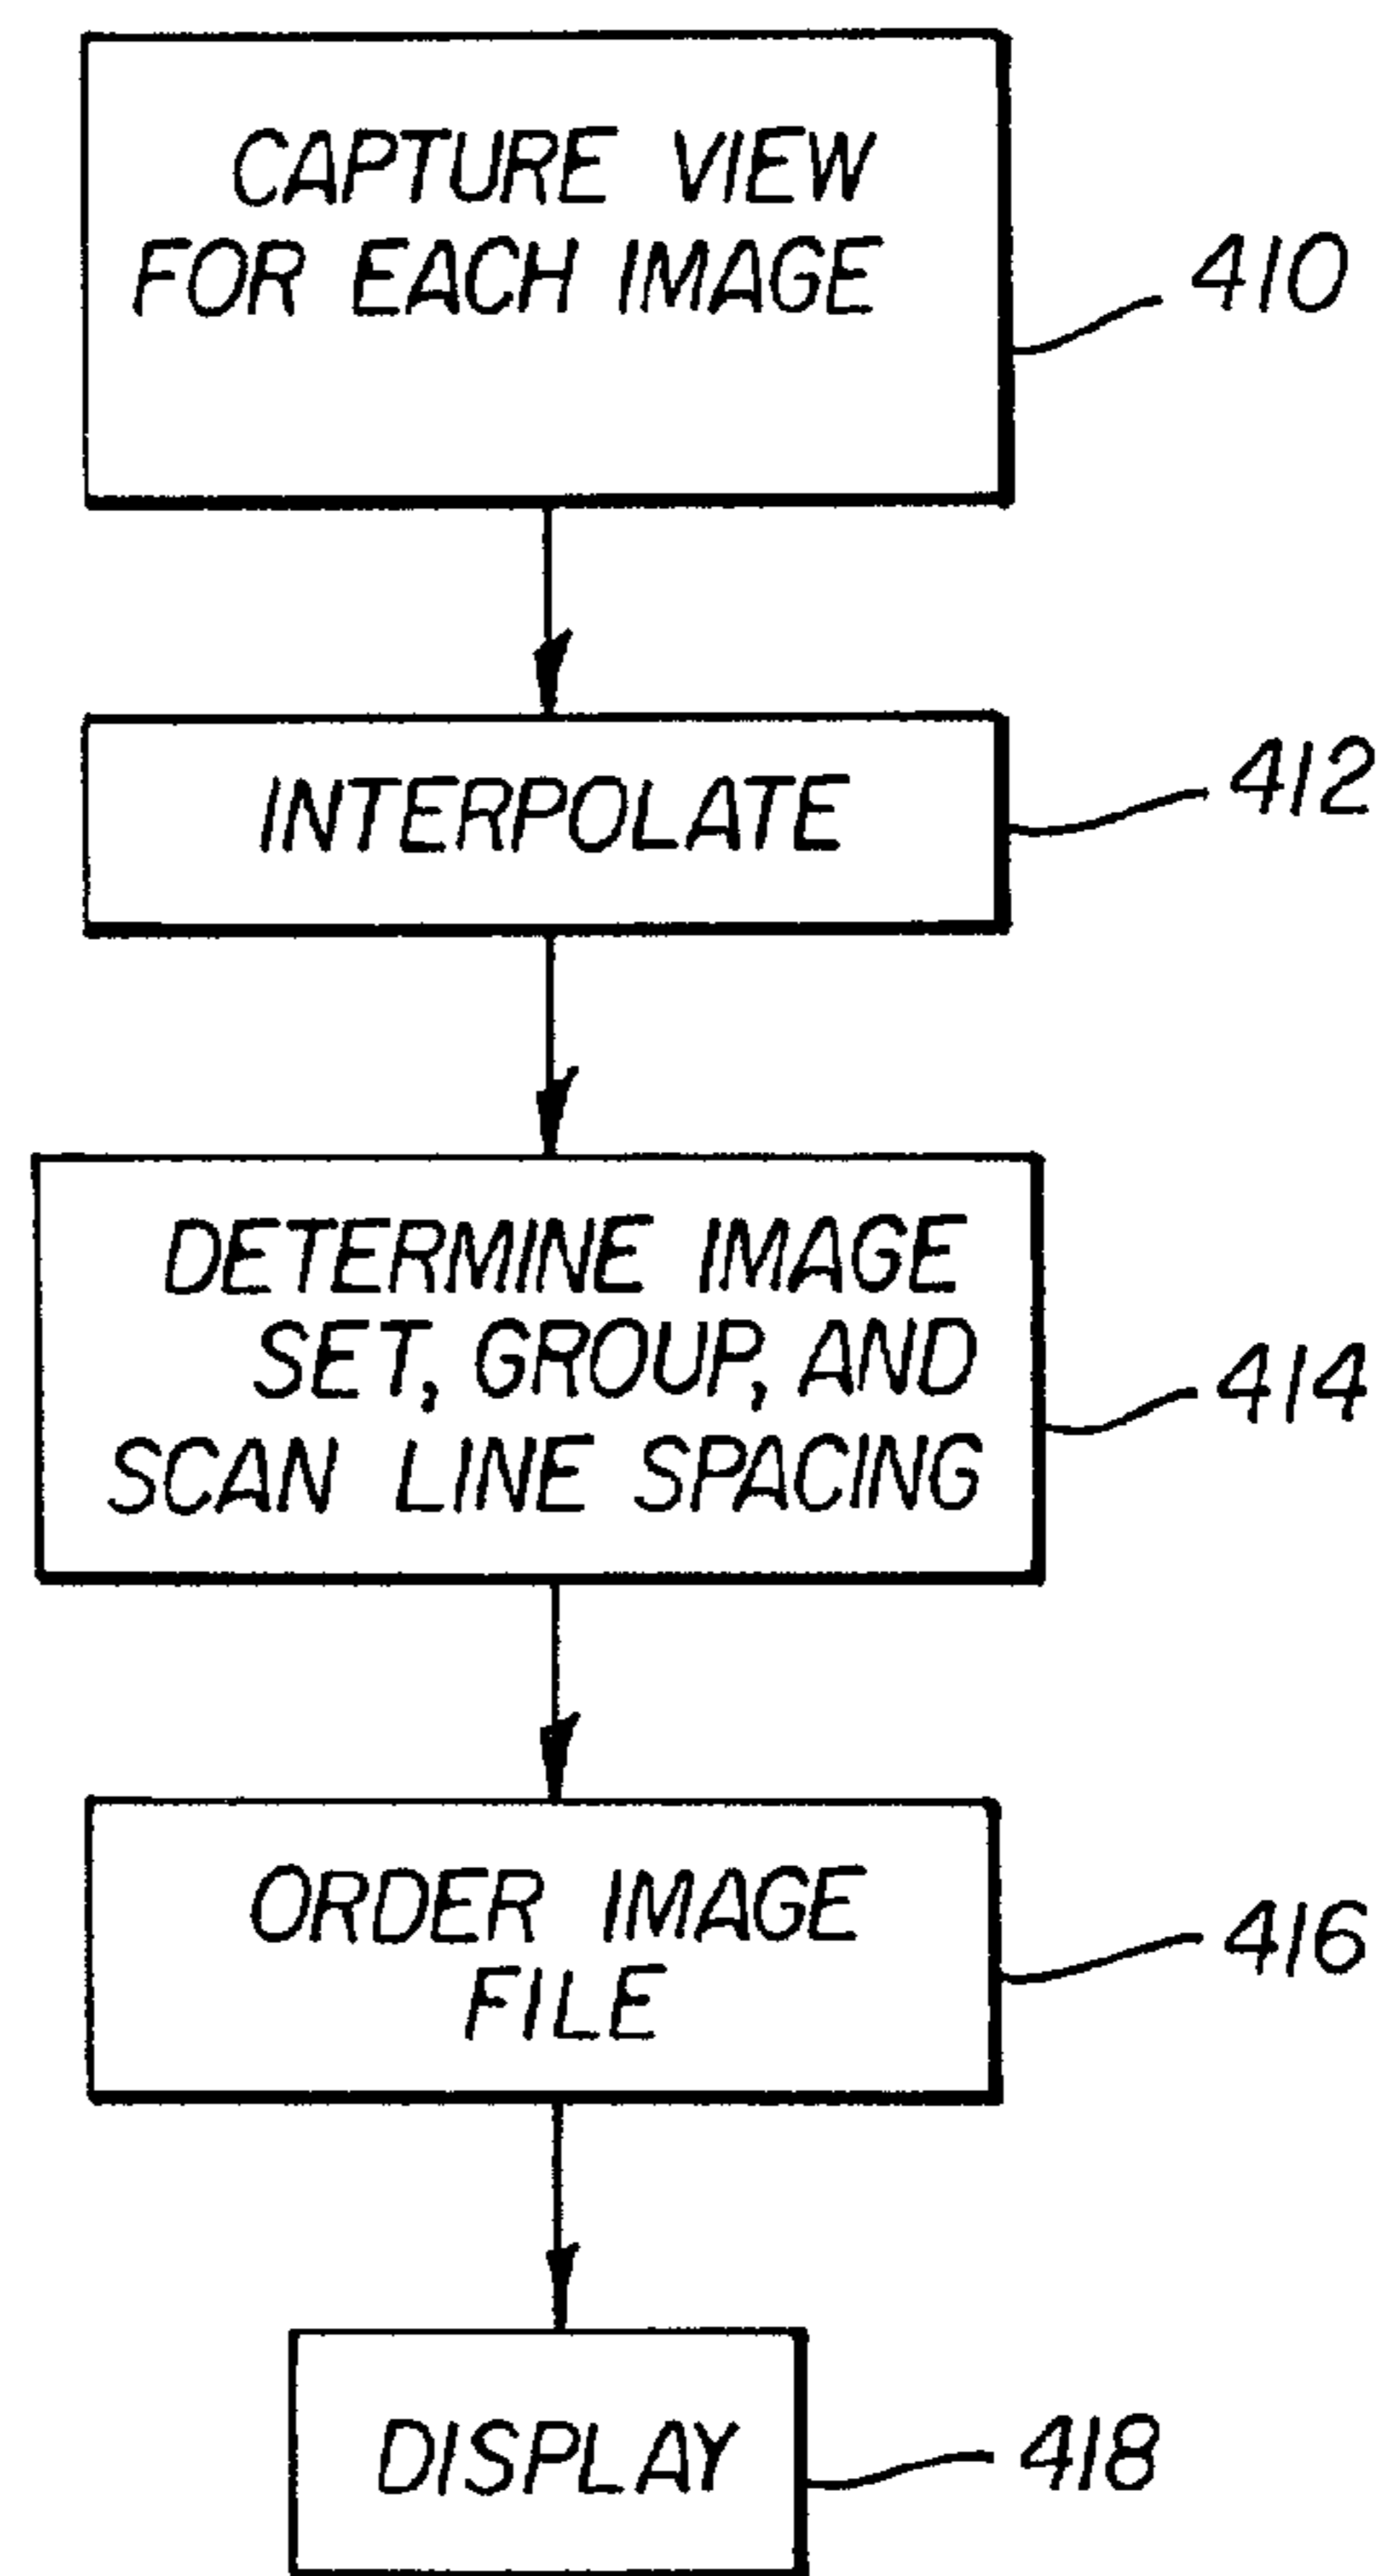 CAPTURE VIEW
FOR EACH IMAGE
410
INTERPOLATE
412
DETERMINE IMAGE
SET, GROUP, AND
SCAN LINE SPACING
414
ORDER IMAGE
FILE
416
DISPLAY
418